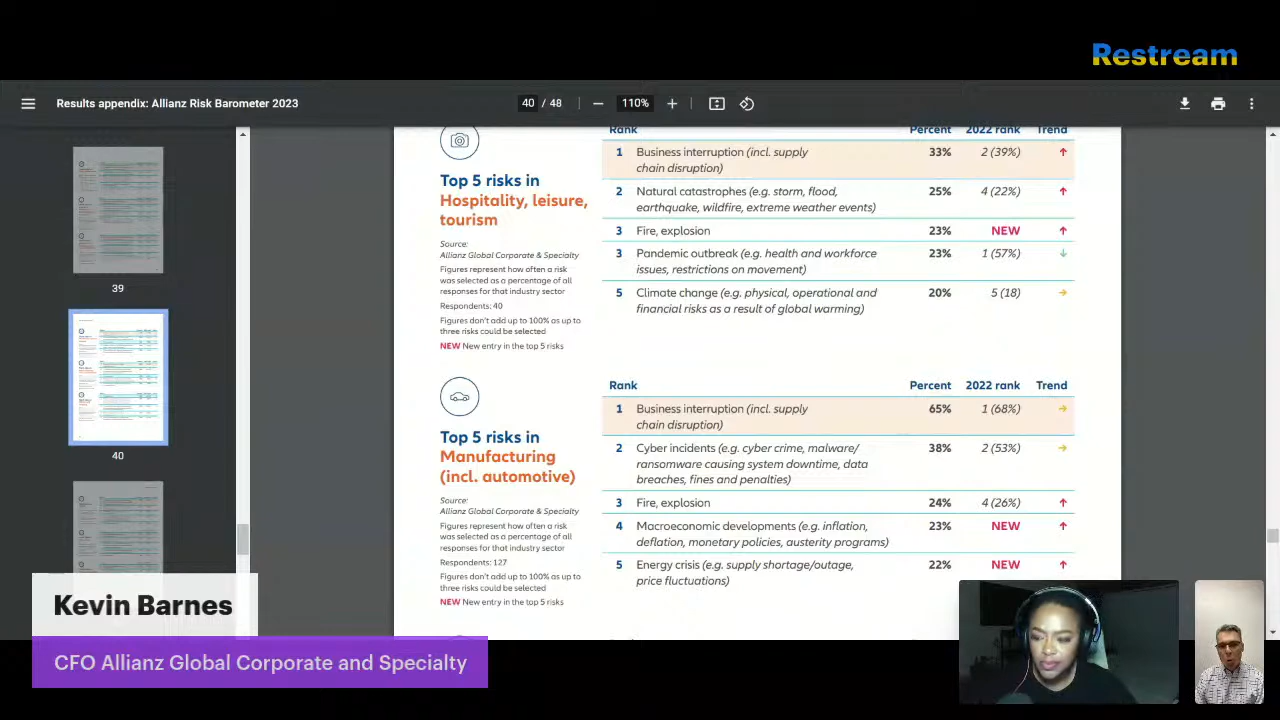 Restream
Results appendix: Allianz Risk Barometer 2023
40 / 48
110%
39
40
Rank Percent 2022 rank Trend
Top 5 risks in
Hospitality, leisure,
tourism
Source:
Allianz Global Corporate & Specialty
Figures represent how often a risk
was selected as a percentage of all
responses for that industry sector
Respondents: 40
Figures don't add up to 100% as up to
three risks could be selected
NEW New entry in the top 5 risks
1 Business interruption (incl. supply
chain disruption) 33% 2 (39%)
2 Natural catastrophes (e.g. storm, flood,
earthquake, wildfire, extreme weather events) 25% 4 (22%)
3 Fire, explosion 23% NEW
3 Pandemic outbreak (e.g. health and workforce
issues, restrictions on movement) 23% 1 (57%)
5 Climate change (e.g. physical, operational and
financial risks as a result of global warming) 20% 5 (18)
Rank Percent 2022 rank Trend
Top 5 risks in
Manufacturing
(incl. automotive)
Source:
Allianz Global Corporate & Specialty
Figures represent how often a risk
was selected as a percentage of all
responses for that industry sector
Respondents: 127
Figures don't add up to 100% as up to
three risks could be selected
NEW New entry in the top 5 risks
1 Business interruption (incl. supply
chain disruption) 65% 1 (68%)
2 Cyber incidents (e.g. cyber crime, malware/
ransomware causing system downtime, data
breaches, fines and penalties) 38% 2 (53%)
3 Fire, explosion 24% 4 (26%)
4 Macroeconomic developments (e.g. inflation,
deflation, monetary policies, austerity programs) 23% NEW
5 Energy crisis (e.g. supply shortage/outage,
price fluctuations) 22% NEW
Kevin Barnes
CFO Allianz Global Corporate and Specialty